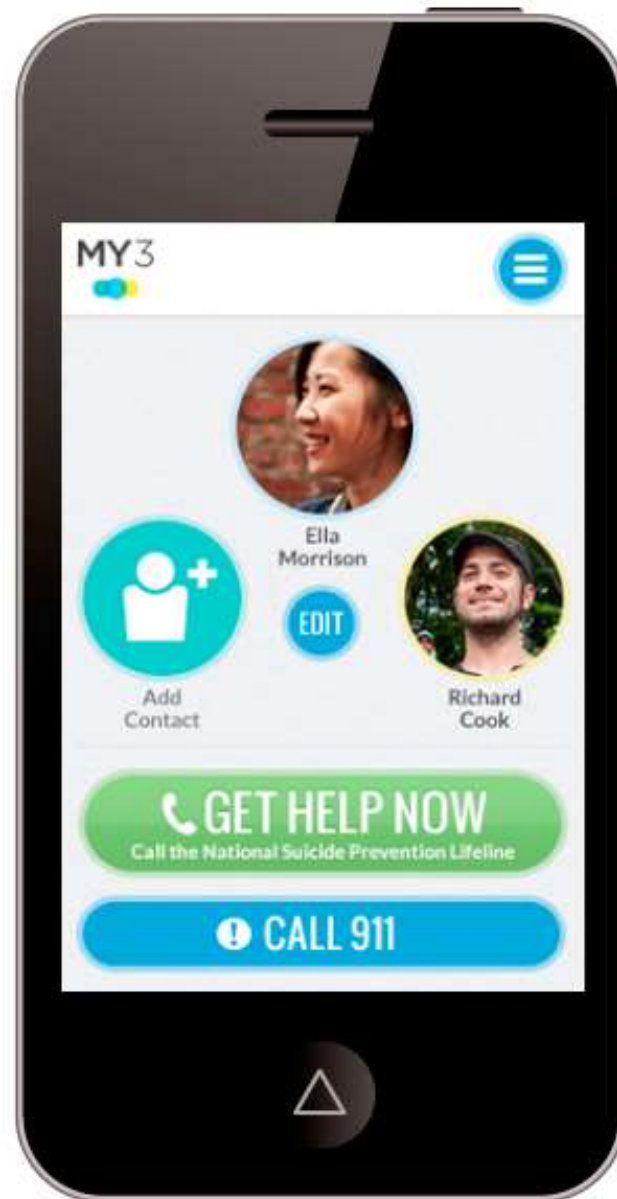 MY3
Ella
Morrison
EDIT
Add
Contact
Richard
Cook
GET HELP NOW
Call the National Suicide Prevention Lifeline
CALL 911